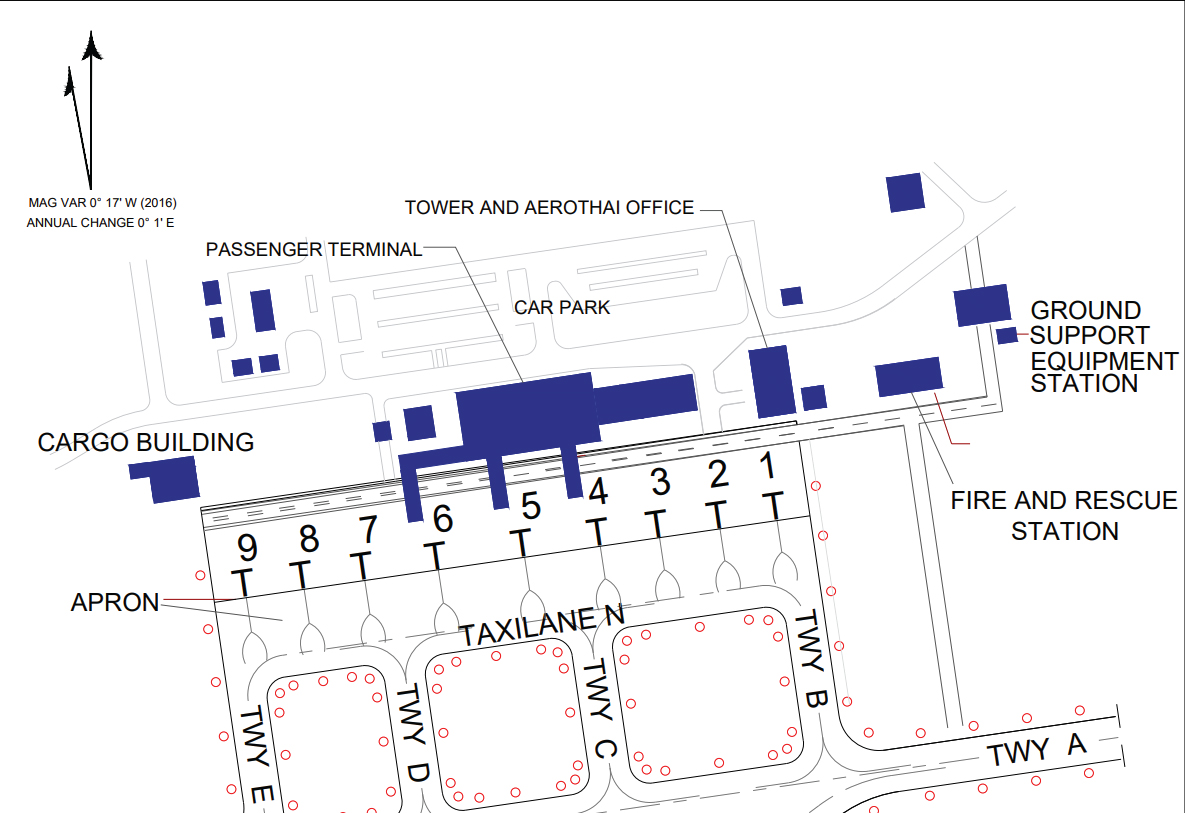 MAG VAR 0° 17' W (2016)
ANNUAL CHANGE 0° 1' E
TOWER AND AEROTHAI OFFICE
PASSENGER TERMINAL
CAR PARK
GROUND
SUPPORT
EQUIPMENT
STATION
CARGO BUILDING
FIRE AND RESCUE
STATION
9 8 7 6 5 4 3 2 1
T T T T T T T T T
APRON
TAXILANE N
TWY E
TWY D
TWY C
TWY B
TWY A